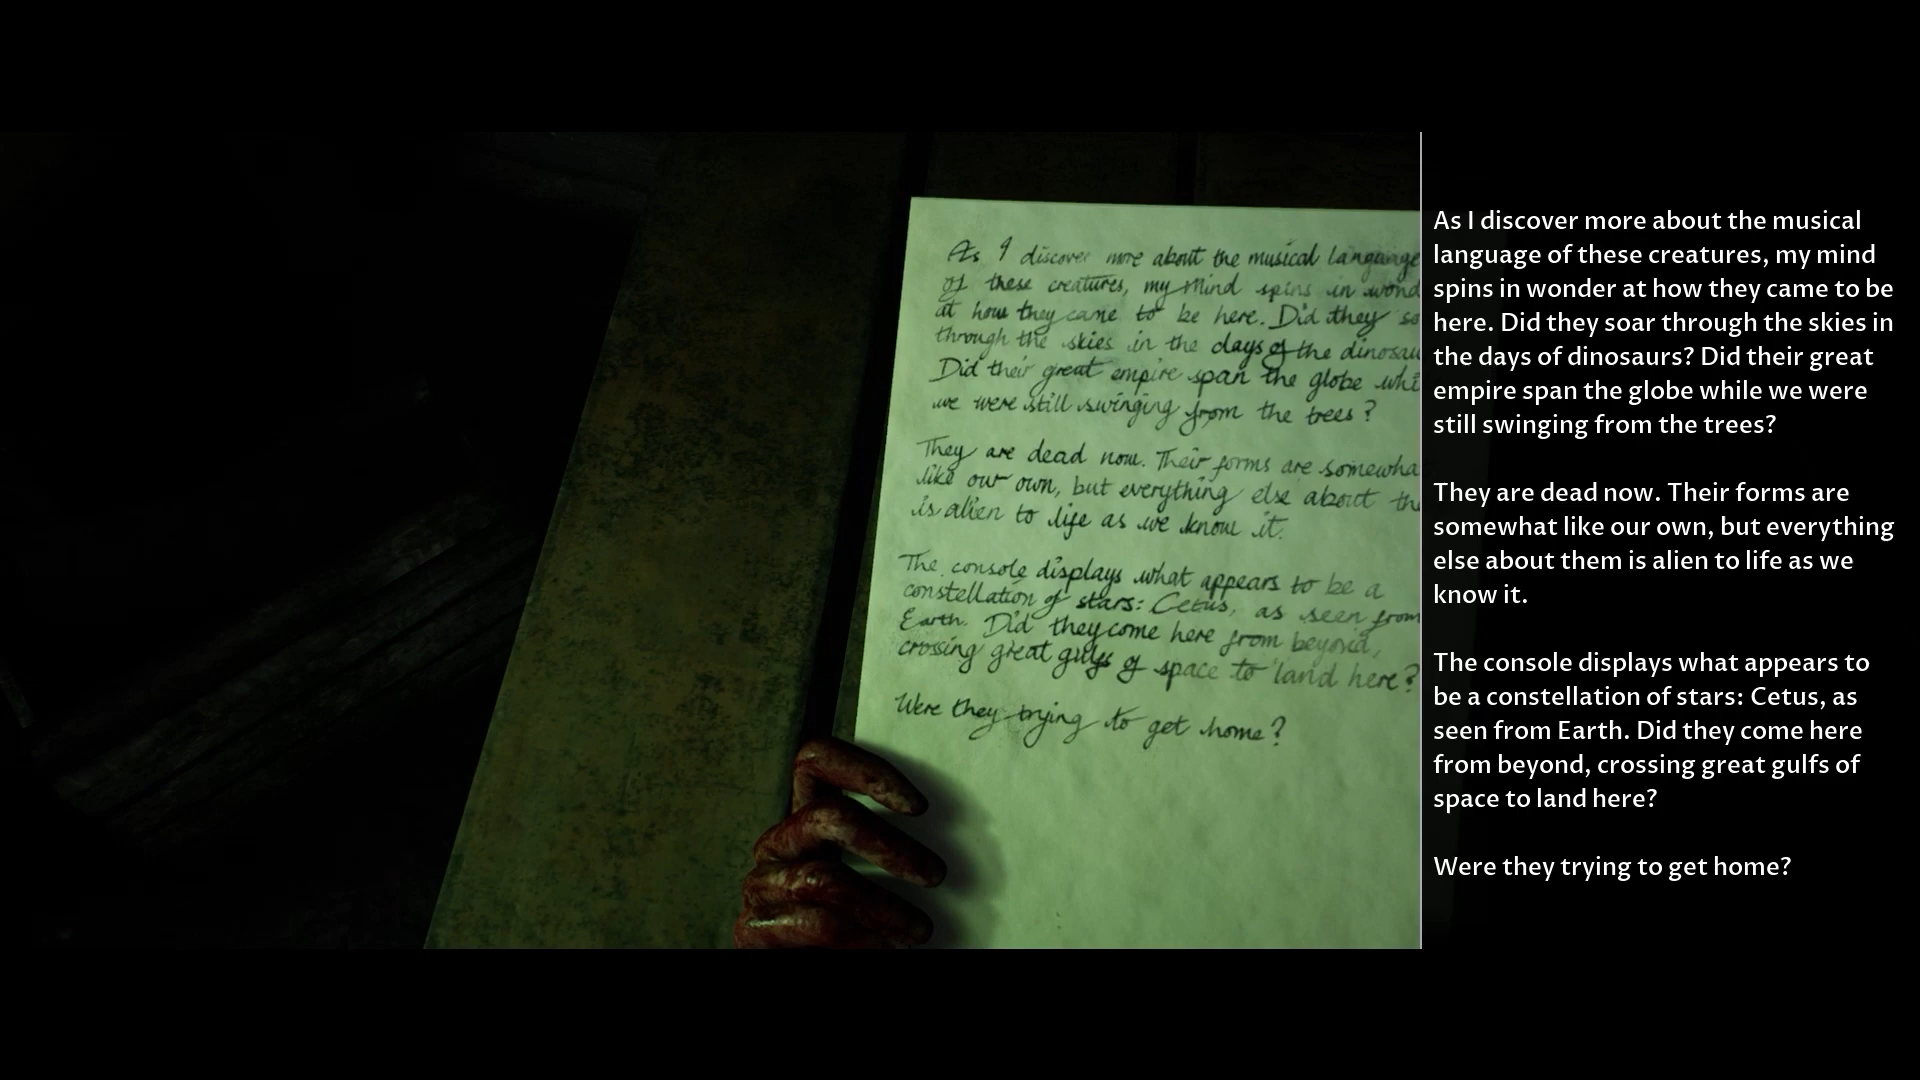 As I discover more about the musical language
of these creatures, my mind spins in wond
at how they came to be here. Did they so
through the skies in the days of the dinosau
Did their great empire span the globe whi
we were still swinging from the trees?
They are dead now. Their forms are somewha
like our own, but everything else about the
is alien to life as we know it.
The console displays what appears to be a
constellation of stars: Cetus, as seen from
Earth. Did they come here from beyond,
crossing great gulfs of space to land here?
Were they trying to get home?
As I discover more about the musical
language of these creatures, my mind
spins in wonder at how they came to be
here. Did they soar through the skies in
the days of dinosaurs? Did their great
empire span the globe while we were
still swinging from the trees?
They are dead now. Their forms are
somewhat like our own, but everything
else about them is alien to life as we
know it.
The console displays what appears to
be a constellation of stars: Cetus, as
seen from Earth. Did they come here
from beyond, crossing great gulfs of
space to land here?
Were they trying to get home?